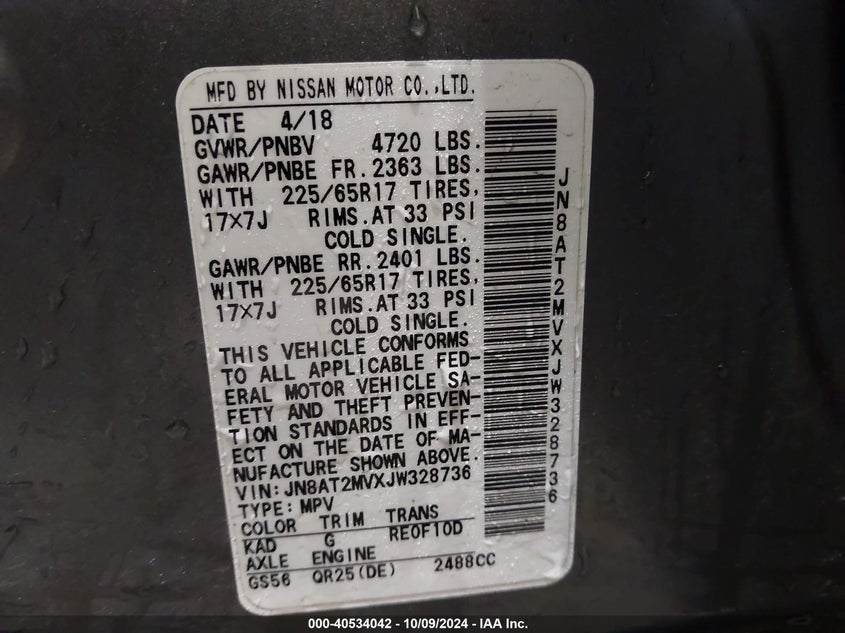 MFD BY NISSAN MOTOR CO.,LTD.
DATE 4/18
GVWR/PNBV 4720 LBS.
GAWR/PNBE FR.2363 LBS.
WITH 225/65R17 TIRES,
17X7J RIMS.AT 33 PSI
COLD SINGLE.
GAWR/PNBE RR.2401 LBS.
WITH 225/65R17 TIRES,
17X7J RIMS.AT 33 PSI
COLD SINGLE.
THIS VEHICLE CONFORMS
TO ALL APPLICABLE FED-
ERAL MOTOR VEHICLE SA-
FETY AND THEFT PREVEN-
TION STANDARDS IN EFF-
ECT ON THE DATE OF MA-
NUFACTURE SHOWN ABOVE.
VIN:JN8AT2MVXJW328736
TYPE:MPV
COLOR TRIM TRANS
KAD G RE0F10D
AXLE ENGINE
GS56 QR25(DE) 2488CC
JN8AT2MVXJW328736
000-40534042 - 10/09/2024 - IAA Inc.